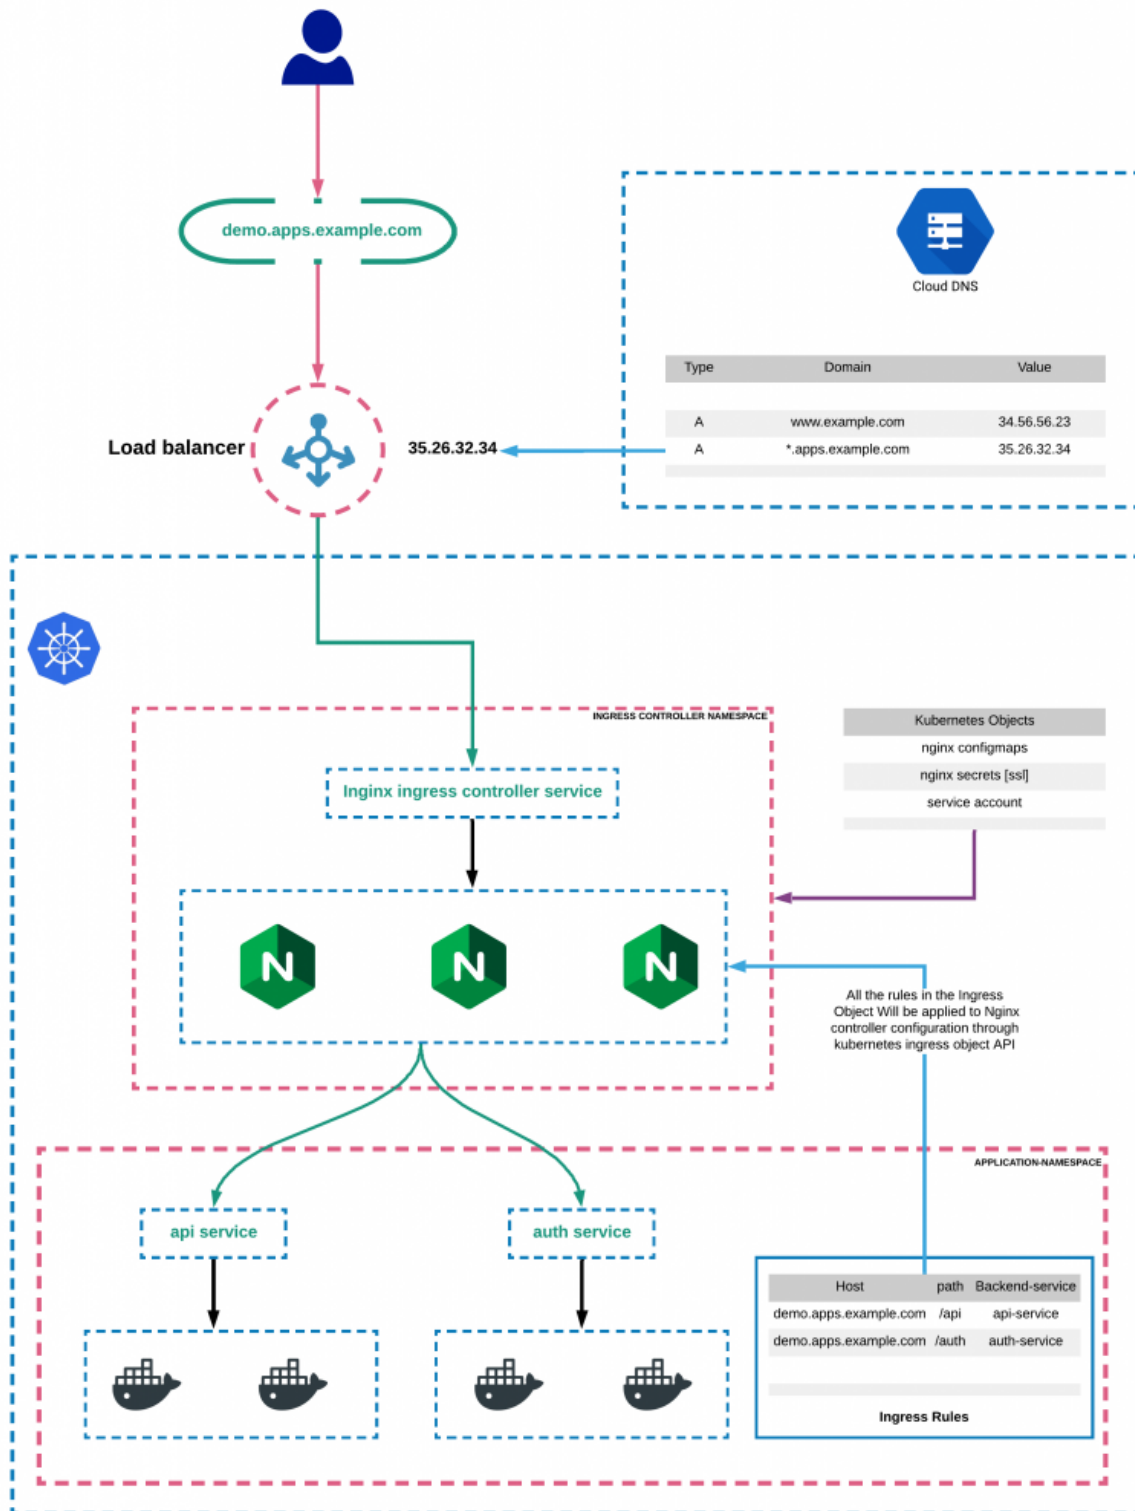 demo.apps.example.com
Cloud DNS
Type Domain Value
A www.example.com 34.56.56.23
A *.apps.example.com 35.26.32.34
Load balancer
35.26.32.34
INGRESS CONTROLLER NAMESPACE
Inginx ingress controller service
Kubernetes Objects
nginx configmaps
nginx secrets [ssl]
service account
N N N
All the rules in the Ingress
Object Will be applied to Nginx
controller configuration through
kubernetes ingress object API
APPLICATION-NAMESPACE
api service
auth service
Host path Backend-service
demo.apps.example.com /api api-service
demo.apps.example.com /auth auth-service
Ingress Rules